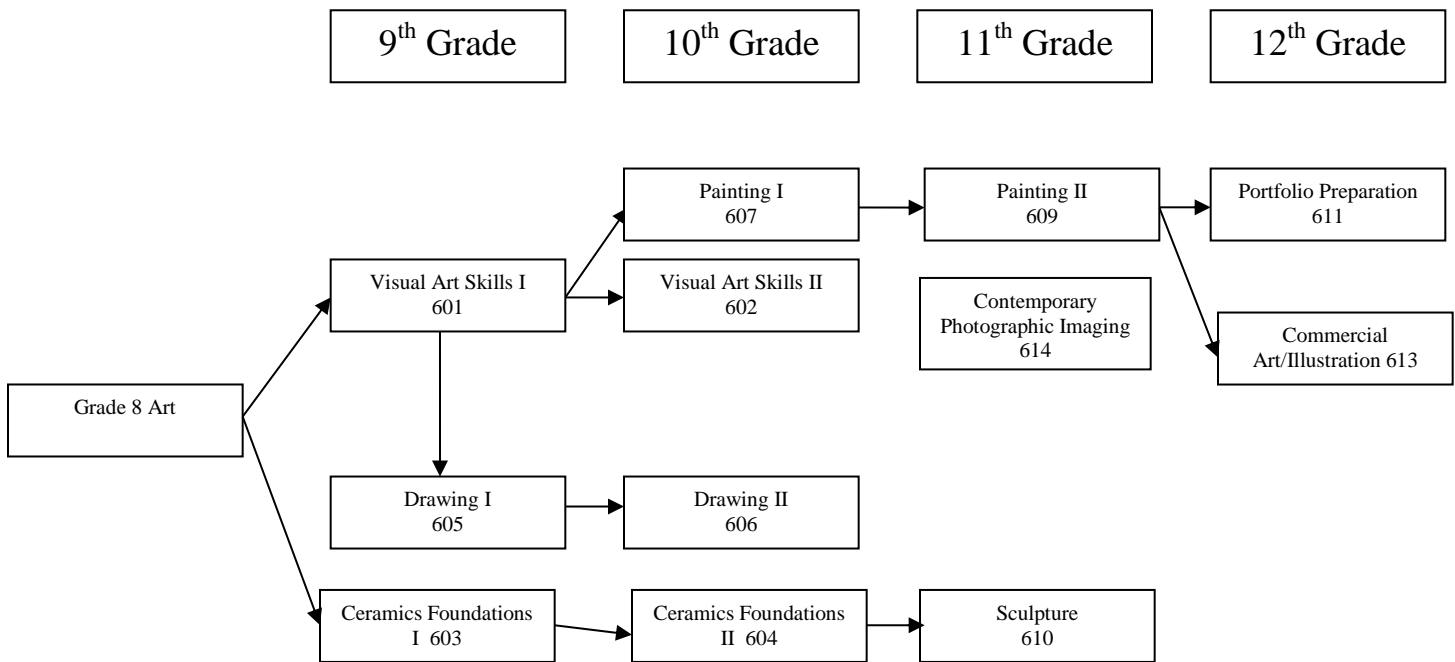 9th Grade
10th Grade
11th Grade
12th Grade
Painting I
607
Painting II
609
Portfolio Preparation
611
Visual Art Skills I
601
Visual Art Skills II
602
Contemporary
Photographic Imaging
614
Commercial
Art/Illustration 613
Grade 8 Art
Drawing I
605
Drawing II
606
Ceramics Foundations
I 603
Ceramics Foundations
II 604
Sculpture
610